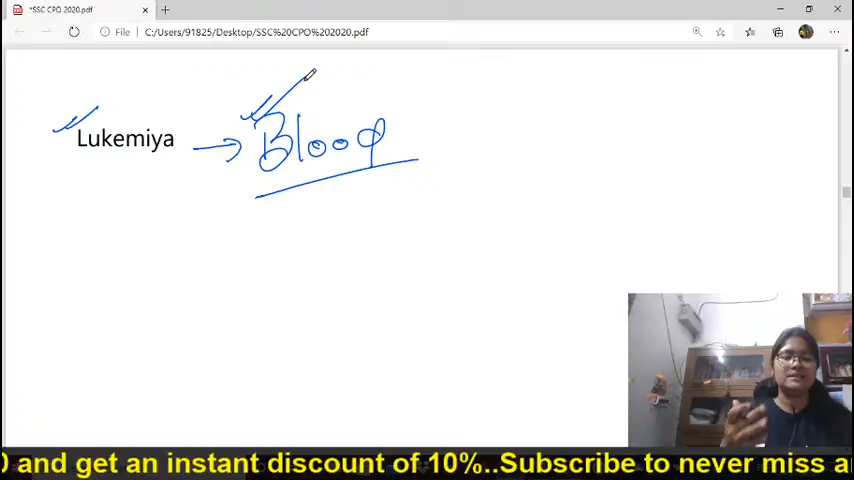 *SSC CPO 2020.pdf
File
C:/Users/91825/Desktop/SSC%20CPO%202020.pdf
Lukemiya → Blood
0 and get an instant discount of 10%..Subscribe to never miss a